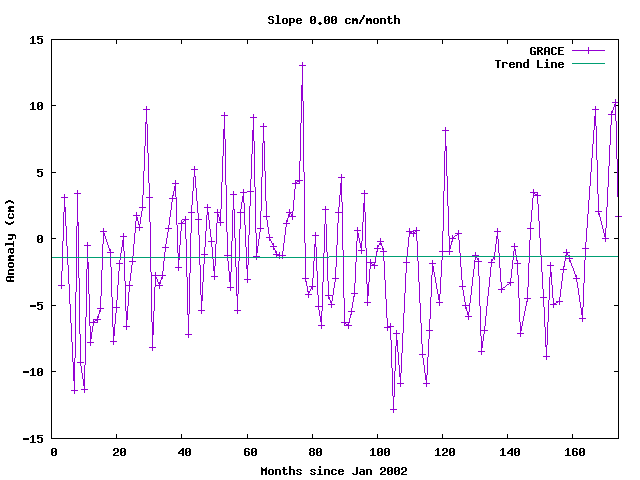 Slope 0.00 cm/month
GRACE
Trend Line
Anomaly (cm)
15
10
5
0
-5
-10
-15
0 20 40 60 80 100 120 140 160
Months since Jan 2002